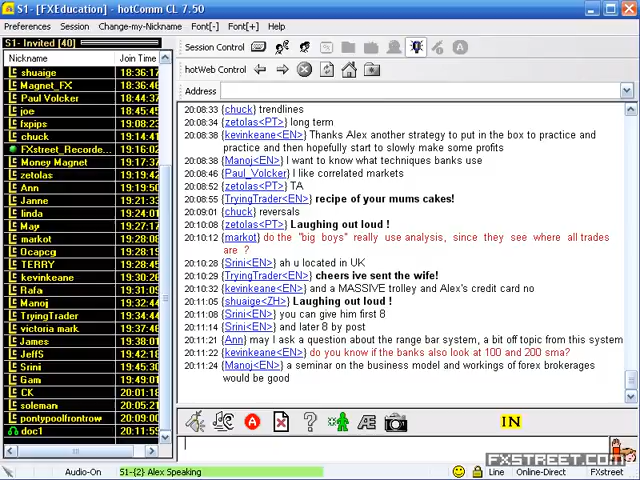 S1- [FXEducation] - hotComm CL 7.50
Preferences Session Change-my-Nickname Font[-] Font[+] Help
S1- Invited [40]
Nickname Join Time
shuaige 18:36:17
Magnet_FX 18:36:46
Paul Volcker 18:44:37
joe 18:45:45
fxpips 19:08:23
chuck 19:14:41
FXstreet_Recorde... 19:16:02
Money Magnet 19:17:37
zetolas 19:19:42
Ann 19:19:50
Janne 19:21:33
linda 19:24:01
May 19:27:17
markot 19:28:08
Ocapcg 19:28:20
TERRY 19:28:45
kevinkeane 19:30:26
Rafa 19:31:09
Manoj 19:32:44
TryingTrader 19:34:44
victoria mark 19:37:34
James 19:38:01
JeffS 19:42:18
Srini 19:45:30
Gam 19:49:01
CK 20:01:18
soleman 20:05:21
pontypoolfrontrow 20:09:00
doc1 20:11:59
Session Control
hotWeb Control
Address
20:08:33 {chuck} trendlines
20:08:34 {zetolas<PT>} long term
20:08:38 {kevinkeane<EN>} Thanks Alex another strategy to put in the box to practice and
practice and then hopefully start to slowly make some profits
20:08:38 {Manoj<EN>} I want to know what techniques banks use
20:08:46 {Paul_Volcker} I like correlated markets
20:08:52 {zetolas<PT>} TA
20:08:55 {TryingTrader<EN>} recipe of your mums cakes!
20:09:01 {chuck} reversals
20:10:08 {zetolas<PT>} Laughing out loud !
20:10:12 {markot} do the "big boys" really use analysis, since they see where all trades
are ?
20:10:28 {Srini<EN>} ah u located in UK
20:10:29 {TryingTrader<EN>} cheers ive sent the wife!
20:10:32 {kevinkeane<EN>} and a MASSIVE trolley and Alex's credit card no
20:11:05 {shuaige<ZH>} Laughing out loud !
20:11:08 {Srini<EN>} you can give him first 8
20:11:14 {Srini<EN>} and later 8 by post
20:11:21 {Ann} may I ask a question about the range bar system, a bit off topic from this system
20:11:22 {kevinkeane<EN>} do you know if the banks also look at 100 and 200 sma?
20:11:24 {Manoj<EN>} a seminar on the business model and workings of forex brokerages
would be good
IN
Audio-On S1-{2} Alex Speaking Line Online-Direct FXstreet
FXSTREET.COM